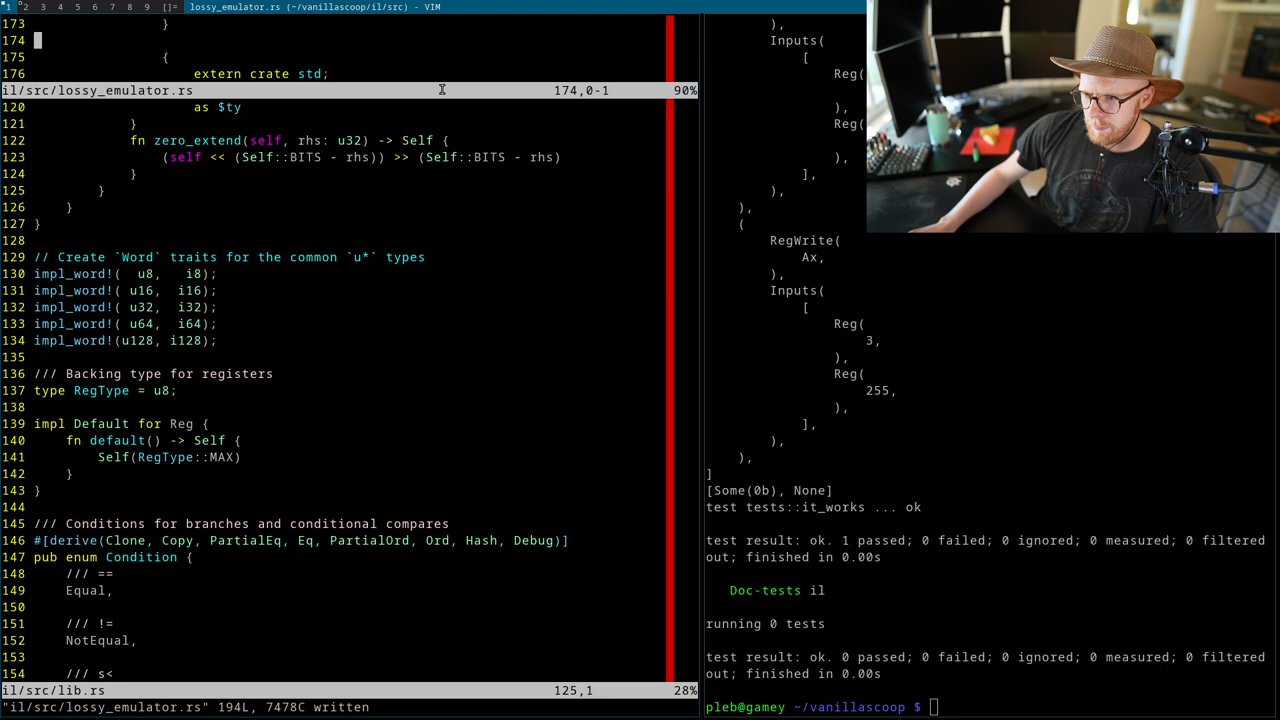 1 2 3 4 5 6 7 8 9 []= lossy_emulator.rs (~/vanillascoop/il/src) - VIM
173 }
174
175 {
176 extern crate std;
il/src/lossy_emulator.rs 174,0-1 90%
120 as $ty
121 }
122 fn zero_extend(self, rhs: u32) -> Self {
123 (self << (Self::BITS - rhs)) >> (Self::BITS - rhs)
124 }
125 }
126 }
127 }
128
129 // Create `Word` traits for the common `u*` types
130 impl_word!( u8, i8);
131 impl_word!( u16, i16);
132 impl_word!( u32, i32);
133 impl_word!( u64, i64);
134 impl_word!(u128, i128);
135
136 /// Backing type for registers
137 type RegType = u8;
138
139 impl Default for Reg {
140 fn default() -> Self {
141 Self(RegType::MAX)
142 }
143 }
144
145 /// Conditions for branches and conditional compares
146 #[derive(Clone, Copy, PartialEq, Eq, PartialOrd, Ord, Hash, Debug)]
147 pub enum Condition {
148 /// ==
149 Equal,
150
151 /// !=
152 NotEqual,
153
154 /// s<
il/src/lib.rs 125,1 28%
"il/src/lossy_emulator.rs" 194L, 7478C written
),
Inputs(
[
Reg(
),
Reg(
),
],
),
),
(
RegWrite(
Ax,
),
Inputs(
[
Reg(
3,
),
Reg(
255,
),
],
),
),
]
[Some(0b), None]
test tests::it_works ... ok
test result: ok. 1 passed; 0 failed; 0 ignored; 0 measured; 0 filtered
out; finished in 0.00s
Doc-tests il
running 0 tests
test result: ok. 0 passed; 0 failed; 0 ignored; 0 measured; 0 filtered
out; finished in 0.00s
pleb@gamey ~/vanillascoop $